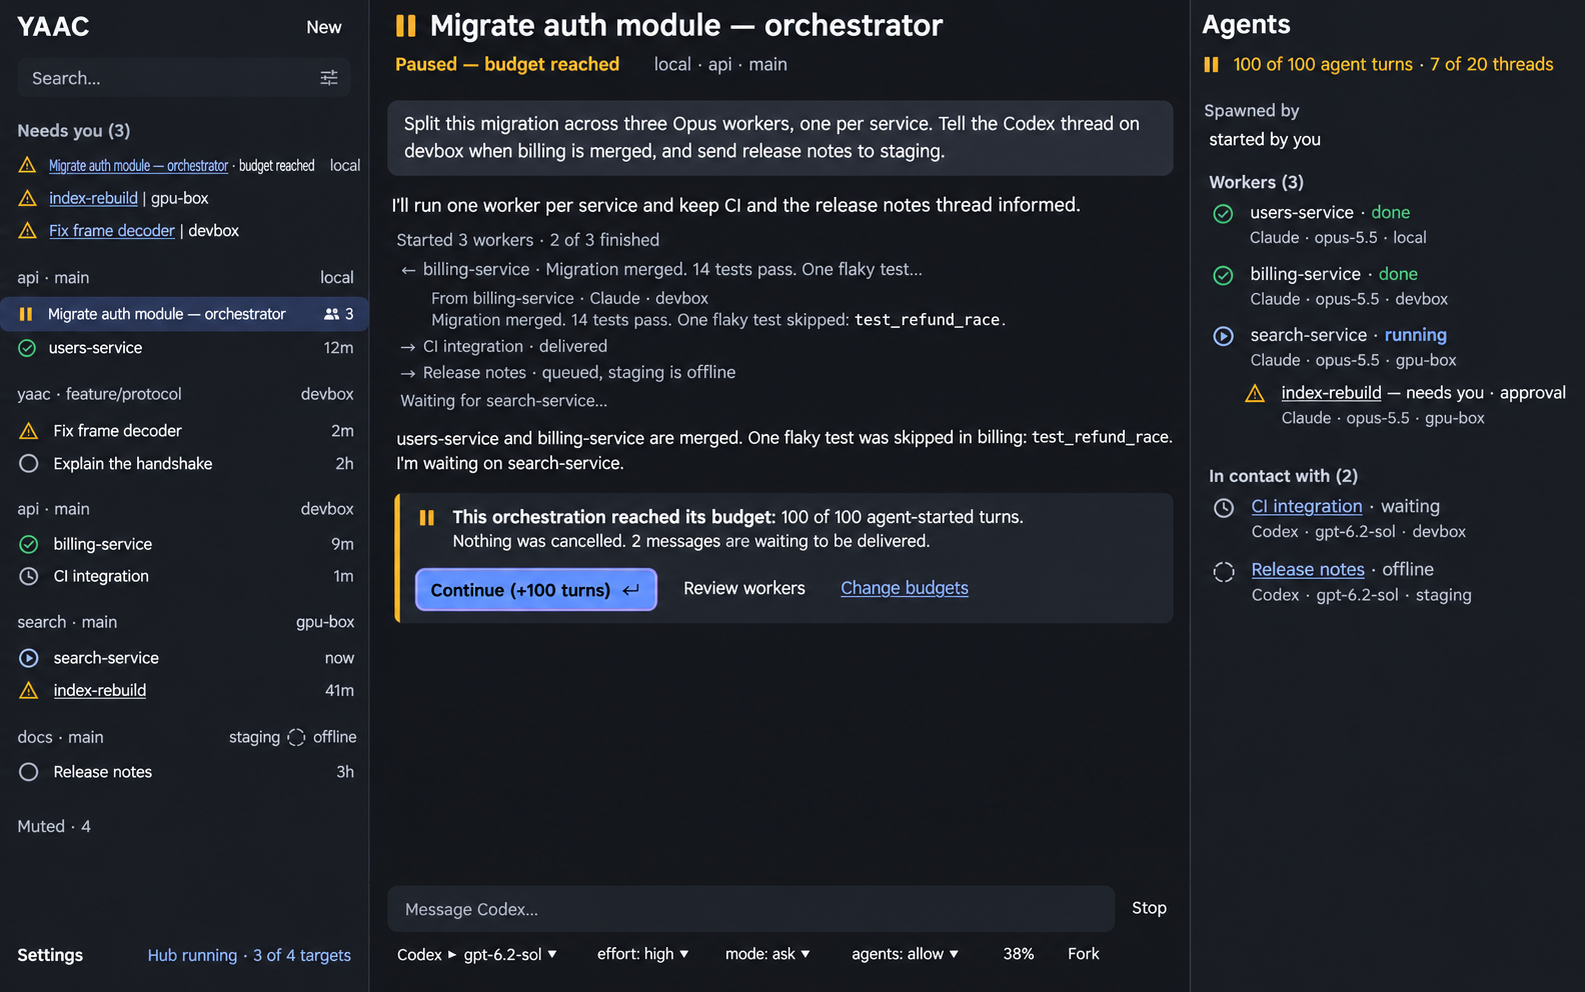 YAAC
New
Search...
Needs you (3)
Migrate auth module — orchestrator · budget reached local
index-rebuild | gpu-box
Fix frame decoder | devbox
api · main local
Migrate auth module — orchestrator 3
users-service 12m
yaac · feature/protocol devbox
Fix frame decoder 2m
Explain the handshake 2h
api · main devbox
billing-service 9m
CI integration 1m
search · main gpu-box
search-service now
index-rebuild 41m
docs · main staging offline
Release notes 3h
Muted · 4
Settings Hub running · 3 of 4 targets
Migrate auth module — orchestrator
Paused — budget reached local · api · main
Split this migration across three Opus workers, one per service. Tell the Codex thread on
devbox when billing is merged, and send release notes to staging.
I'll run one worker per service and keep CI and the release notes thread informed.
Started 3 workers · 2 of 3 finished
← billing-service · Migration merged. 14 tests pass. One flaky test...
From billing-service · Claude · devbox
Migration merged. 14 tests pass. One flaky test skipped: test_refund_race.
→ CI integration · delivered
→ Release notes · queued, staging is offline
Waiting for search-service...
users-service and billing-service are merged. One flaky test was skipped in billing: test_refund_race.
I'm waiting on search-service.
This orchestration reached its budget: 100 of 100 agent-started turns.
Nothing was cancelled. 2 messages are waiting to be delivered.
Continue (+100 turns) ↵ Review workers Change budgets
Message Codex... Stop
Codex ▸ gpt-6.2-sol ▾ effort: high ▾ mode: ask ▾ agents: allow ▾ 38% Fork
Agents
100 of 100 agent turns · 7 of 20 threads
Spawned by
started by you
Workers (3)
users-service · done
Claude · opus-5.5 · local
billing-service · done
Claude · opus-5.5 · devbox
search-service · running
Claude · opus-5.5 · gpu-box
index-rebuild — needs you · approval
Claude · opus-5.5 · gpu-box
In contact with (2)
CI integration · waiting
Codex · gpt-6.2-sol · devbox
Release notes · offline
Codex · gpt-6.2-sol · staging